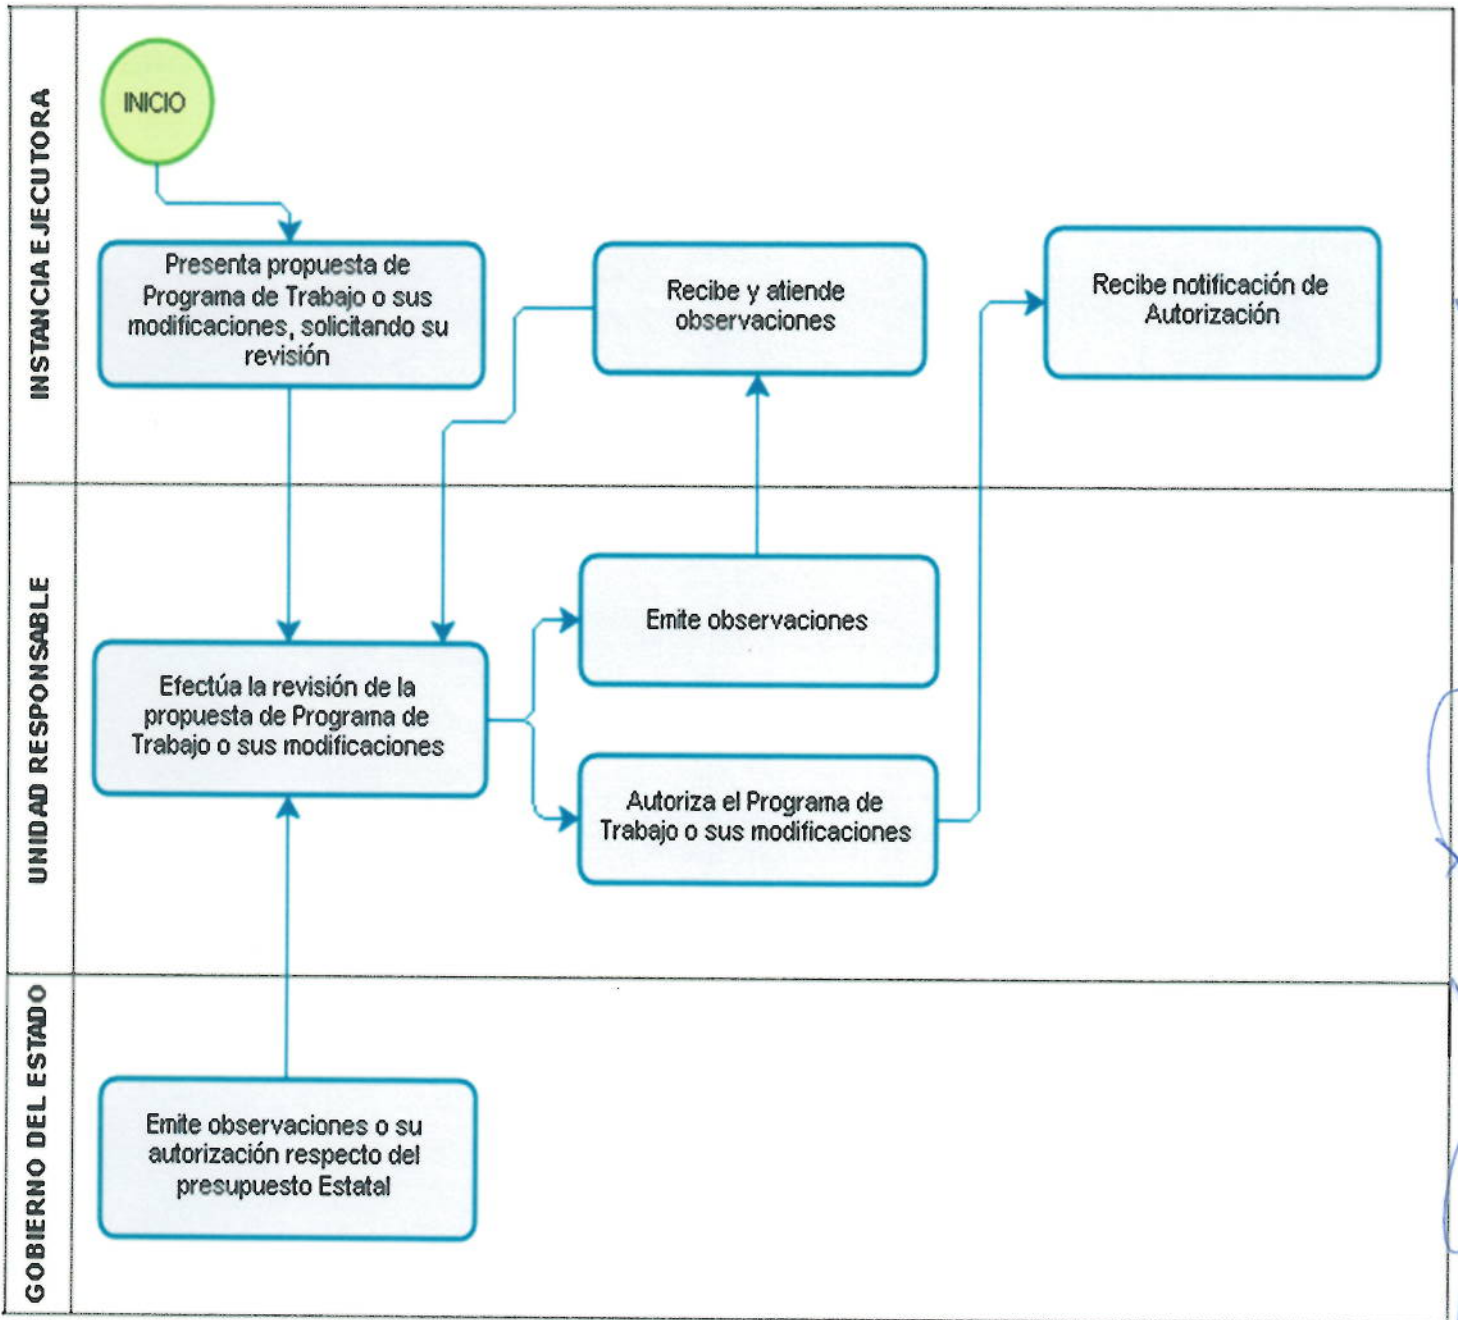 INSTANCIA EJECUTORA
INICIO
Presenta propuesta de
Programa de Trabajo o sus
modificaciones, solicitando su
revisión
Recibe y atiende
observaciones
Recibe notificación de
Autorización
UNIDAD RESPONSABLE
Efectúa la revisión de la
propuesta de Programa de
Trabajo o sus modificaciones
Emite observaciones
Autoriza el Programa de
Trabajo o sus modificaciones
GOBIERNO DEL ESTADO
Emite observaciones o su
autorización respecto del
presupuesto Estatal